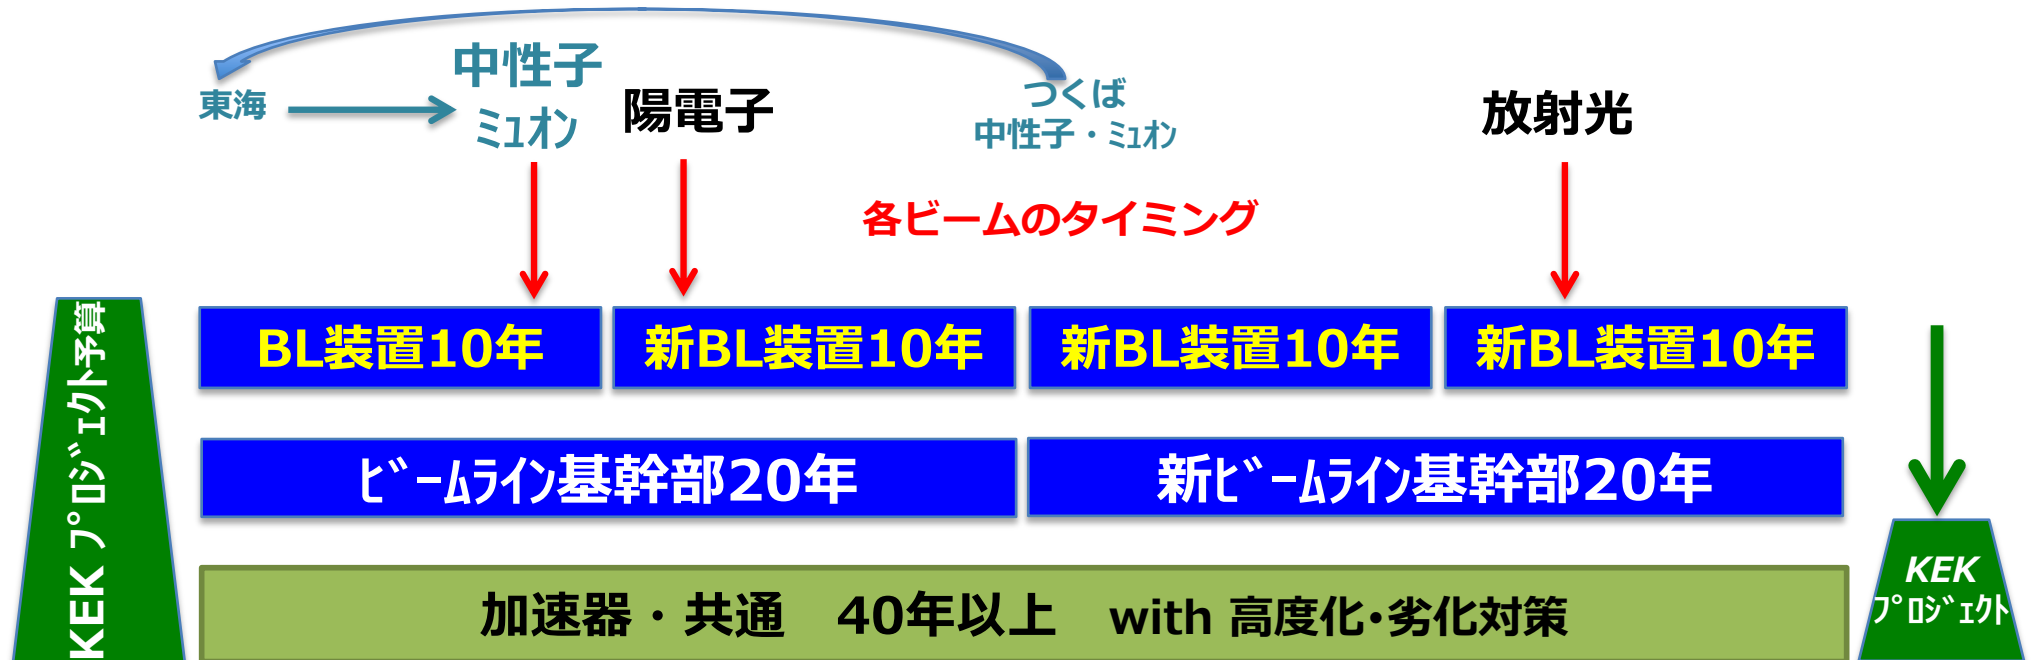 中性子
ミュオン
東海
陽電子
つくば
中性子・ミュオン
放射光
各ビームのタイミング
KEK プロジェクト予算
BL装置10年
新BL装置10年
新BL装置10年
新BL装置10年
ビームライン基幹部20年
新ビームライン基幹部20年
加速器・共通　40年以上　with 高度化・劣化対策
KEK
プロジェクト